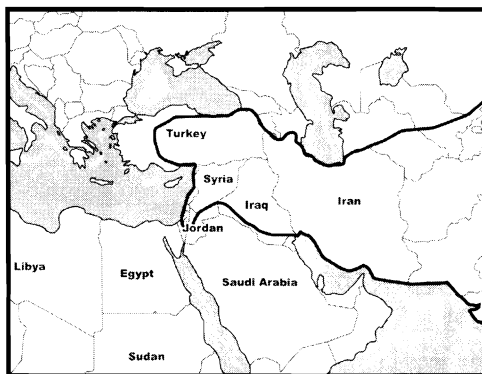 Turkey
Syria
Iraq
Iran
Jordan
Libya
Egypt
Saudi Arabia
Sudan